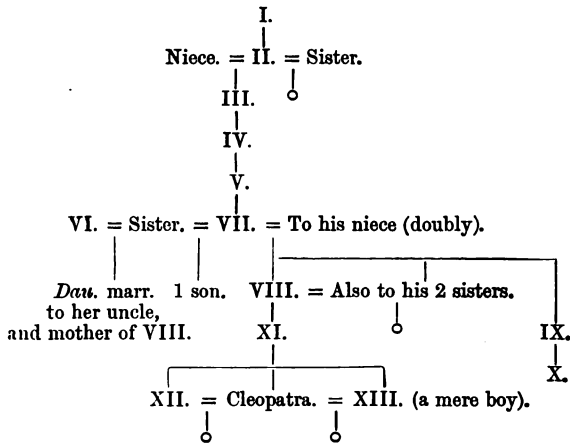 I.
Niece. = II. = Sister.
III.
IV.
V.
VI. = Sister. = VII. = To his niece (doubly).
Dau. marr. 1 son. VIII. = Also to his 2 sisters.
to her uncle,
and mother of VIII. XI. IX.
X.
XII. = Cleopatra. = XIII. (a mere boy).